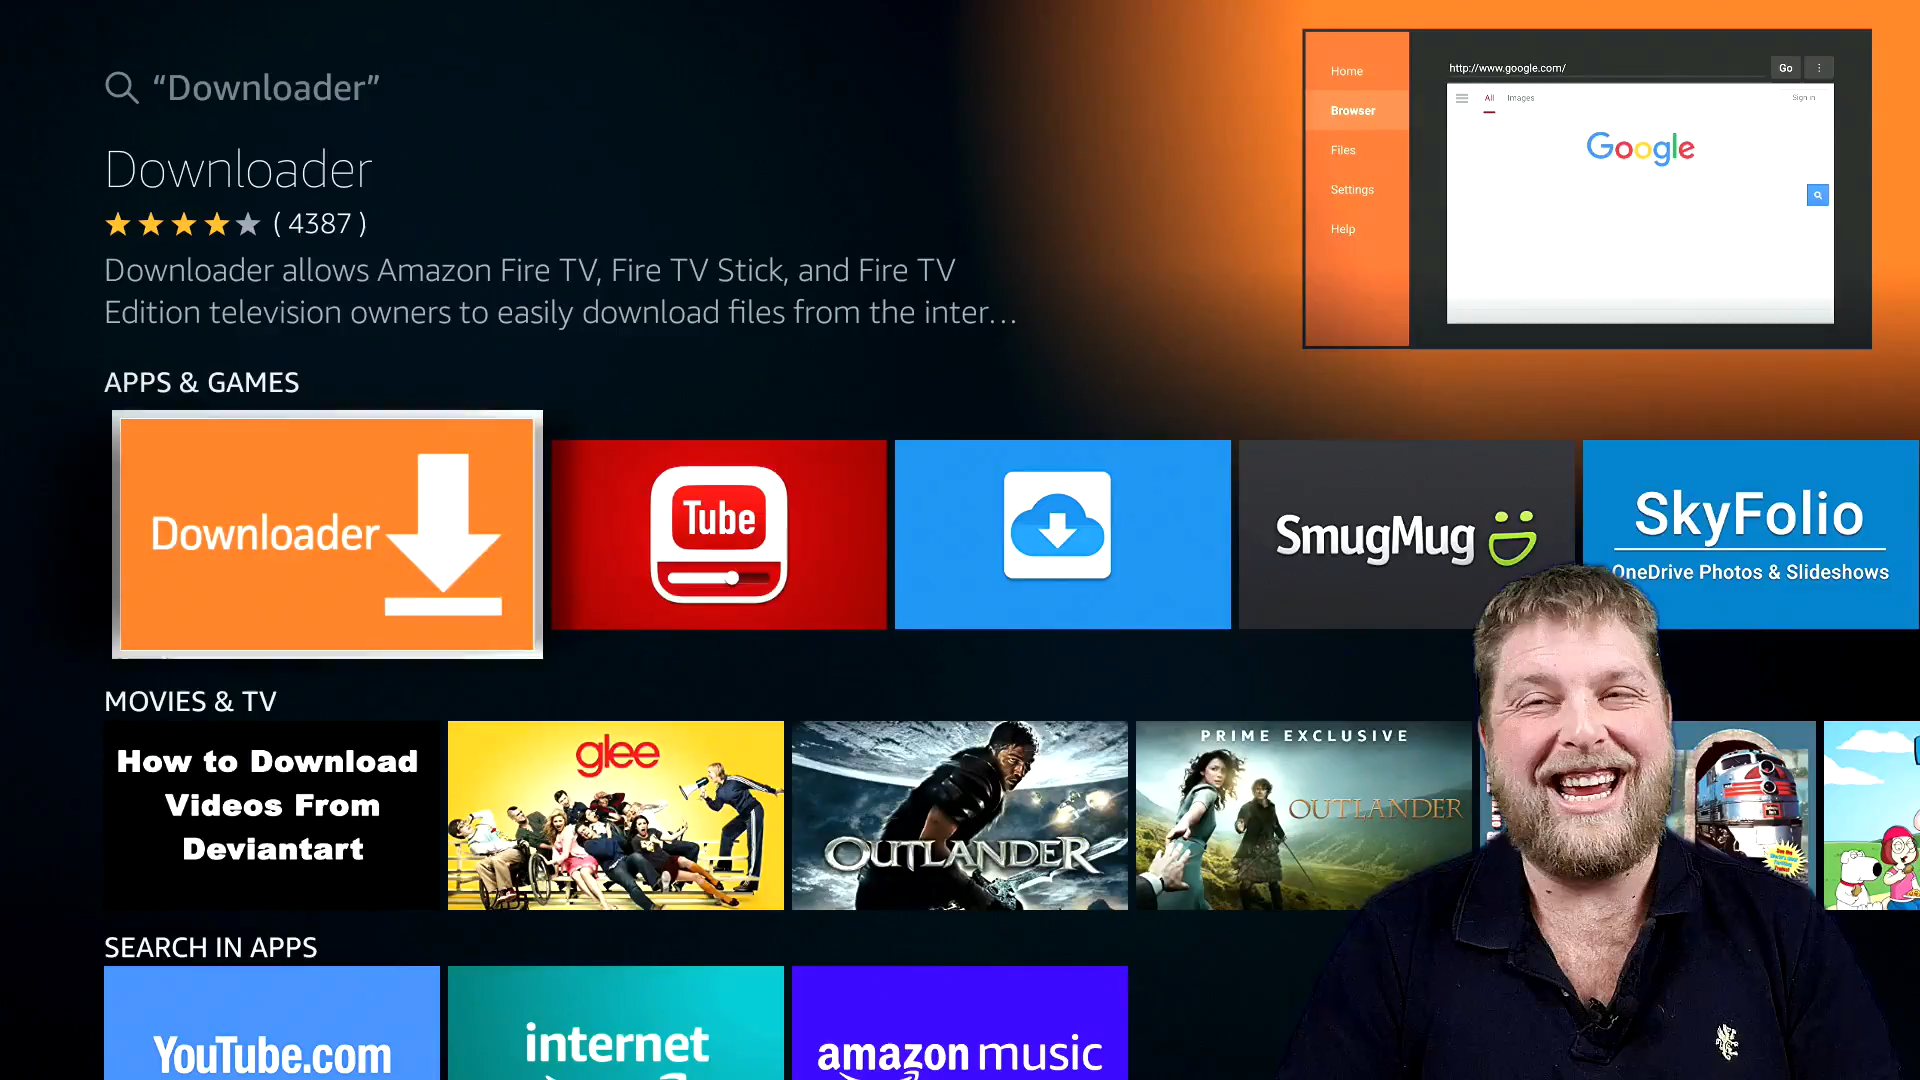 “Downloader”
Downloader
( 4387 )
Downloader allows Amazon Fire TV, Fire TV Stick, and Fire TV
Edition television owners to easily download files from the inter…
Home
Browser
Files
Settings
Help
http://www.google.com/
Go
All
Images
Sign in
Google
APPS & GAMES
Downloader
Tube
SmugMug
SkyFolio
OneDrive Photos & Slideshows
MOVIES & TV
How to Download
Videos From
Deviantart
glee
OUTLANDER
PRIME EXCLUSIVE
OUTLANDER
SEARCH IN APPS
YouTube.com
internet
amazon music